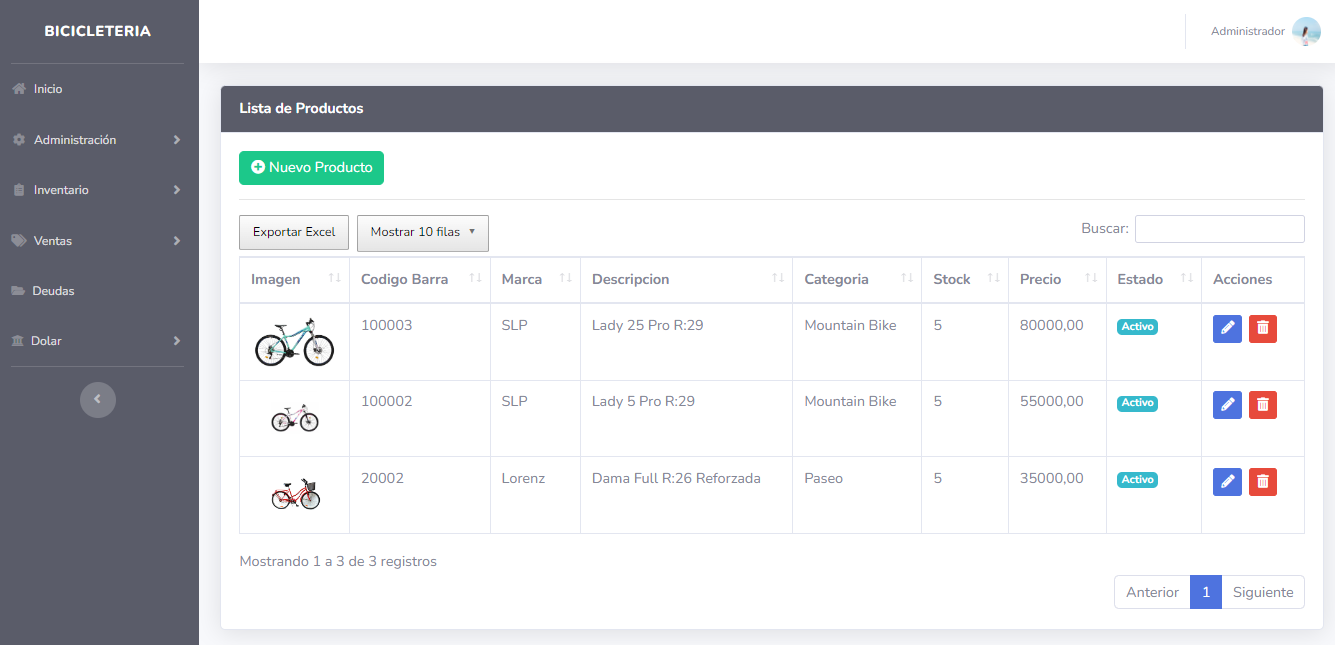 BICICLETERIA
Administrador
Inicio
Administración
Inventario
Ventas
Deudas
Dolar
Lista de Productos
Nuevo Producto
Exportar Excel Mostrar 10 filas Buscar:
Imagen Codigo Barra Marca Descripcion Categoria Stock Precio Estado Acciones
100003 SLP Lady 25 Pro R:29 Mountain Bike 5 80000,00 Activo
100002 SLP Lady 5 Pro R:29 Mountain Bike 5 55000,00 Activo
20002 Lorenz Dama Full R:26 Reforzada Paseo 5 35000,00 Activo
Mostrando 1 a 3 de 3 registros
Anterior 1 Siguiente